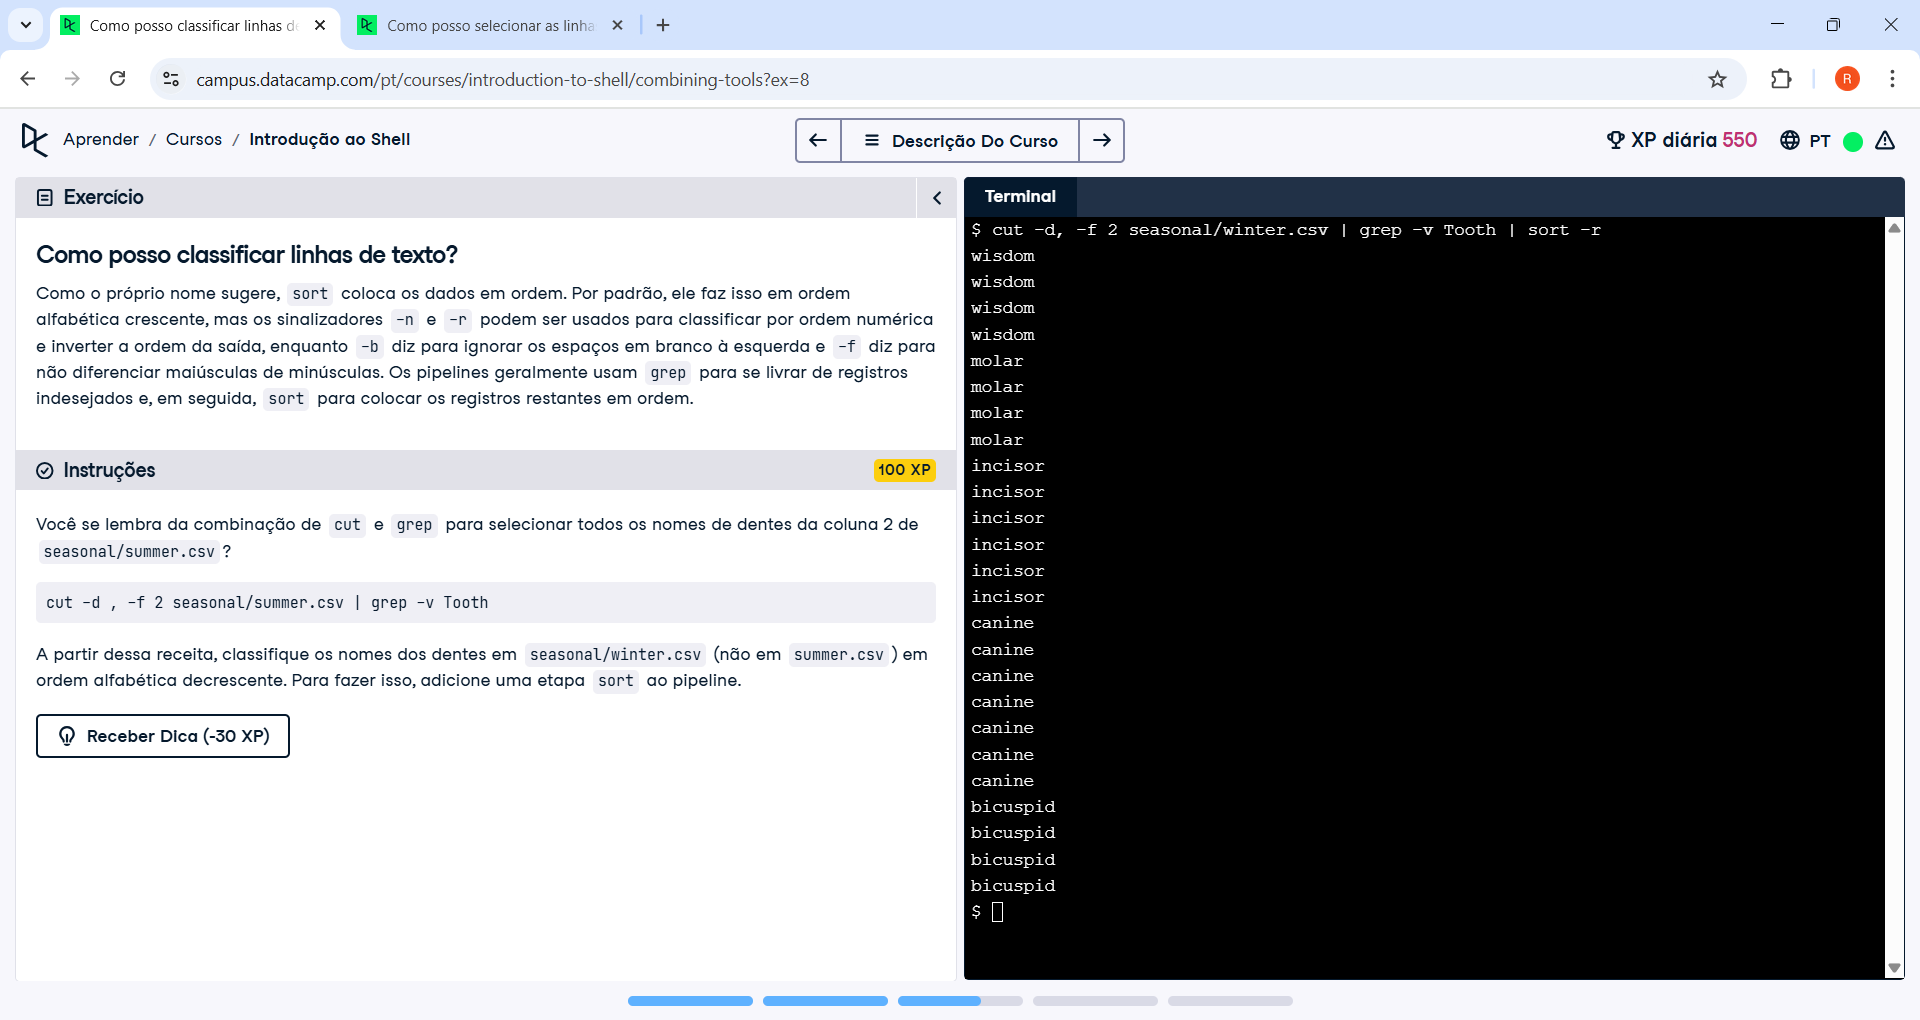 Como posso classificar linhas de
Como posso selecionar as linha
campus.datacamp.com/pt/courses/introduction-to-shell/combining-tools?ex=8
R
Aprender / Cursos / Introdução ao Shell
Descrição Do Curso
XP diária 550
PT
Exercício
Como posso classificar linhas de texto?
Como o próprio nome sugere, sort coloca os dados em ordem. Por padrão, ele faz isso em ordem
alfabética crescente, mas os sinalizadores -n e -r podem ser usados para classificar por ordem numérica
e inverter a ordem da saída, enquanto -b diz para ignorar os espaços em branco à esquerda e -f diz para
não diferenciar maiúsculas de minúsculas. Os pipelines geralmente usam grep para se livrar de registros
indesejados e, em seguida, sort para colocar os registros restantes em ordem.
Instruções
100 XP
Você se lembra da combinação de cut e grep para selecionar todos os nomes de dentes da coluna 2 de
seasonal/summer.csv ?
cut -d , -f 2 seasonal/summer.csv | grep -v Tooth
A partir dessa receita, classifique os nomes dos dentes em seasonal/winter.csv (não em summer.csv ) em
ordem alfabética decrescente. Para fazer isso, adicione uma etapa sort ao pipeline.
Receber Dica (-30 XP)
Terminal
$ cut -d, -f 2 seasonal/winter.csv | grep -v Tooth | sort -r
wisdom
wisdom
wisdom
wisdom
molar
molar
molar
molar
incisor
incisor
incisor
incisor
incisor
incisor
canine
canine
canine
canine
canine
canine
canine
bicuspid
bicuspid
bicuspid
bicuspid
$